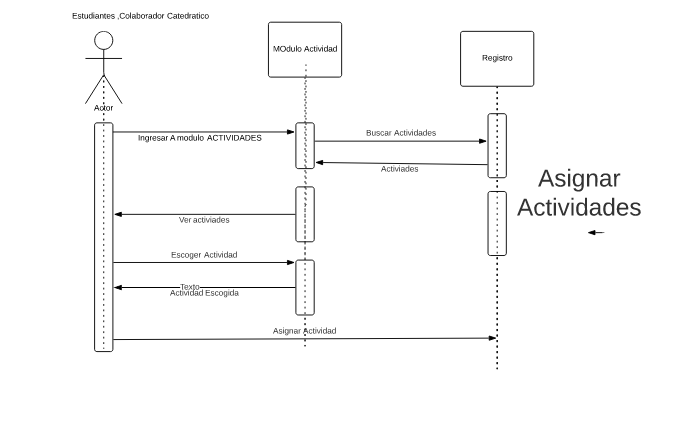 Estudiantes ,Colaborador Catedratico
MOdulo Actividad
Registro
Actor
Ingresar A modulo ACTIVIDADES
Buscar Actividades
Activiades
Asignar
Actividades
Ver activiades
Escoger Actividad
Texto
Actividad Escogida
Asignar Actividad